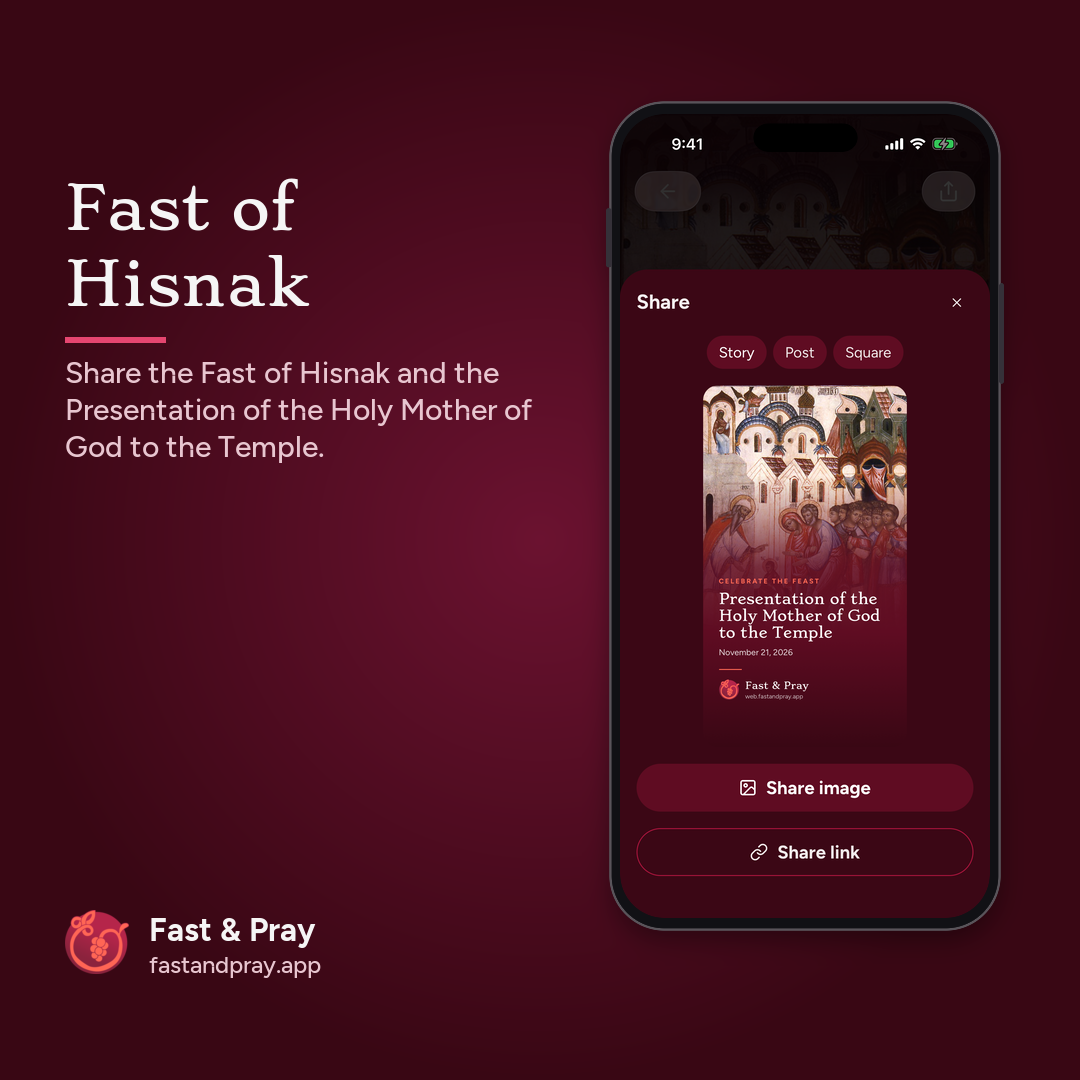 Fast of
Hisnak
Share the Fast of Hisnak and the
Presentation of the Holy Mother of
God to the Temple.
9:41
Share
Story
Post
Square
CELEBRATE THE FEAST
Presentation of the
Holy Mother of God
to the Temple
November 21, 2026
Fast & Pray
web.fastandpray.app
Share image
Share link
Fast & Pray
fastandpray.app